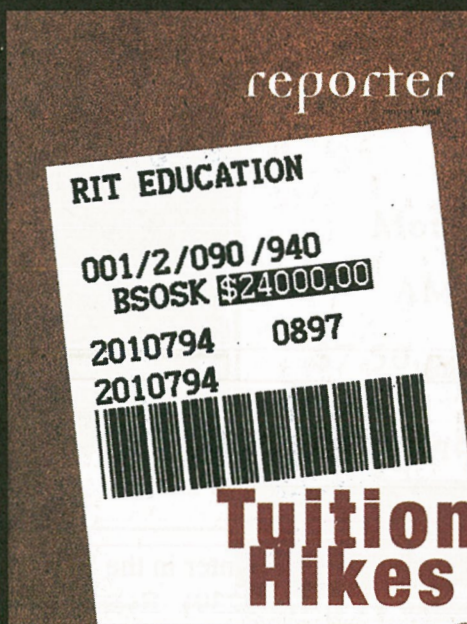 reporter
RIT EDUCATION
001/2/090 /940
BSOSK $24000.00
2010794 0897
2010794
Tuition
Hikes